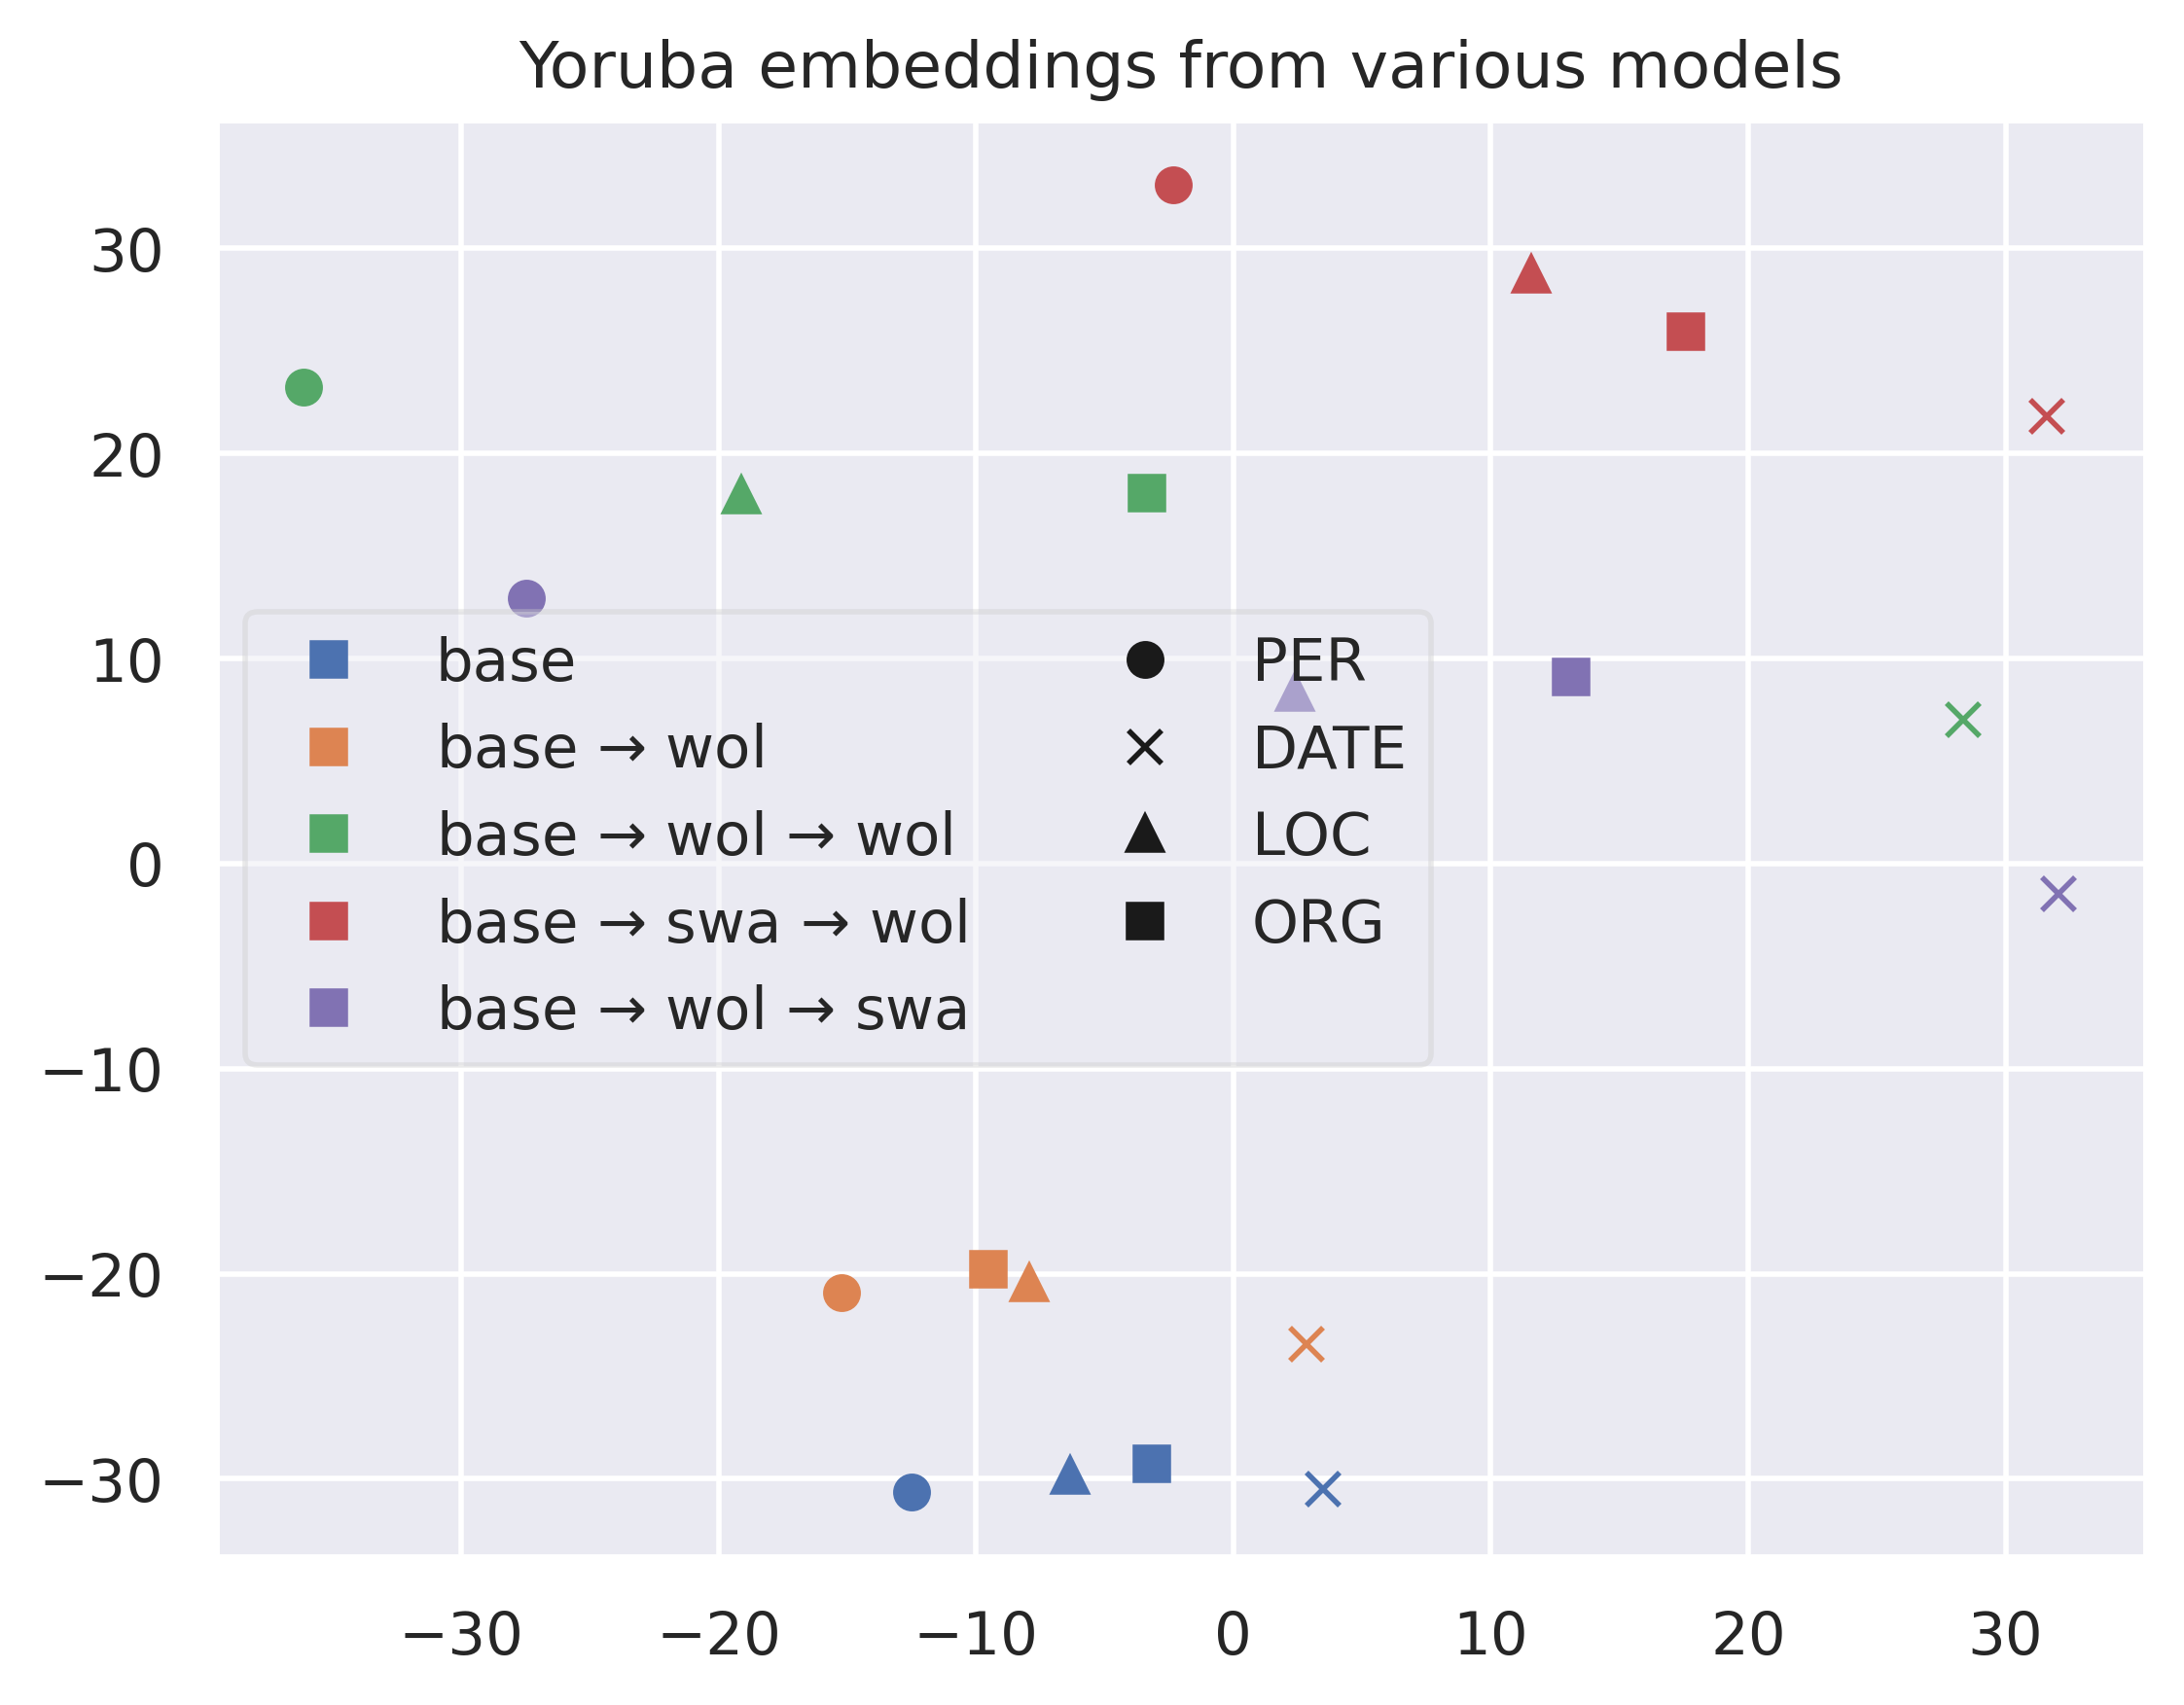 Yoruba embeddings from various models
30
20
10
0
−10
−20
−30
base
base → wol
base → wol → wol
base → swa → wol
base → wol → swa
PER
DATE
LOC
ORG
−30 −20 −10 0 10 20 30